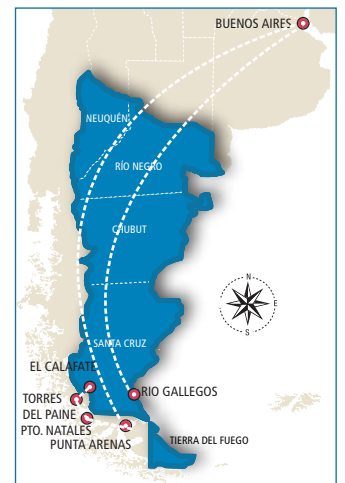 BUENOS AIRES
NEUQUÉN
RÍO NEGRO
CHUBUT
N
E
S
SANTA CRUZ
EL CALAFATE
RIO GALLEGOS
TORRES
DEL PAINE
PTO. NATALES
PUNTA ARENAS
TIERRA DEL FUEGO